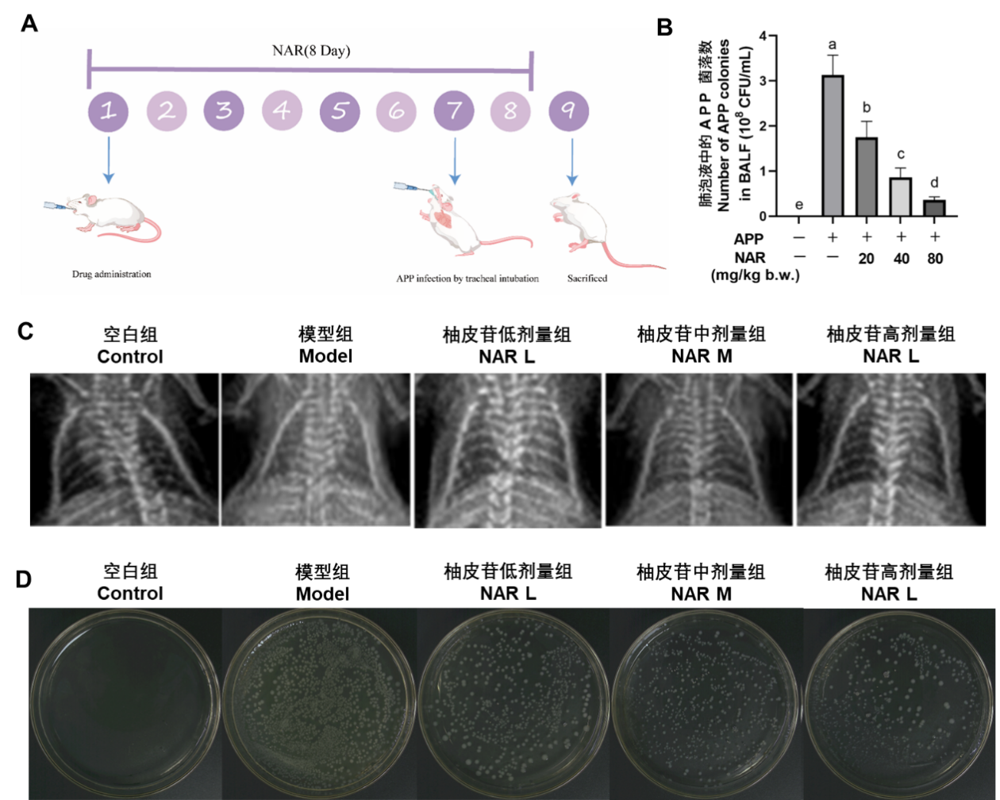 A
NAR(8 Day)
1 2 3 4 5 6 7 8 9
Drug administration
APP infection by tracheal intubation
Sacrificed
B
肺泡液中的 A P P 菌落数
Number of APP colonies
in BALF (10⁸ CFU/mL)
4
3
2
1
0
e
a
b
c
d
APP − + + + +
NAR − − 20 40 80
(mg/kg b.w.)
C
空白组 模型组 柚皮苷低剂量组 柚皮苷中剂量组 柚皮苷高剂量组
Control Model NAR L NAR M NAR L
D
空白组 模型组 柚皮苷低剂量组 柚皮苷中剂量组 柚皮苷高剂量组
Control Model NAR L NAR M NAR L